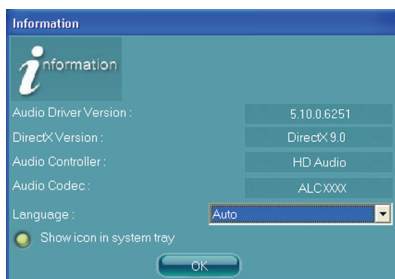 Information
information
Audio Driver Version : 5.10.0.6251
DirectX Version : DirectX 9.0
Audio Controller : HD Audio
Audio Codec : ALCXXXX
Language : Auto
Show icon in system tray
OK